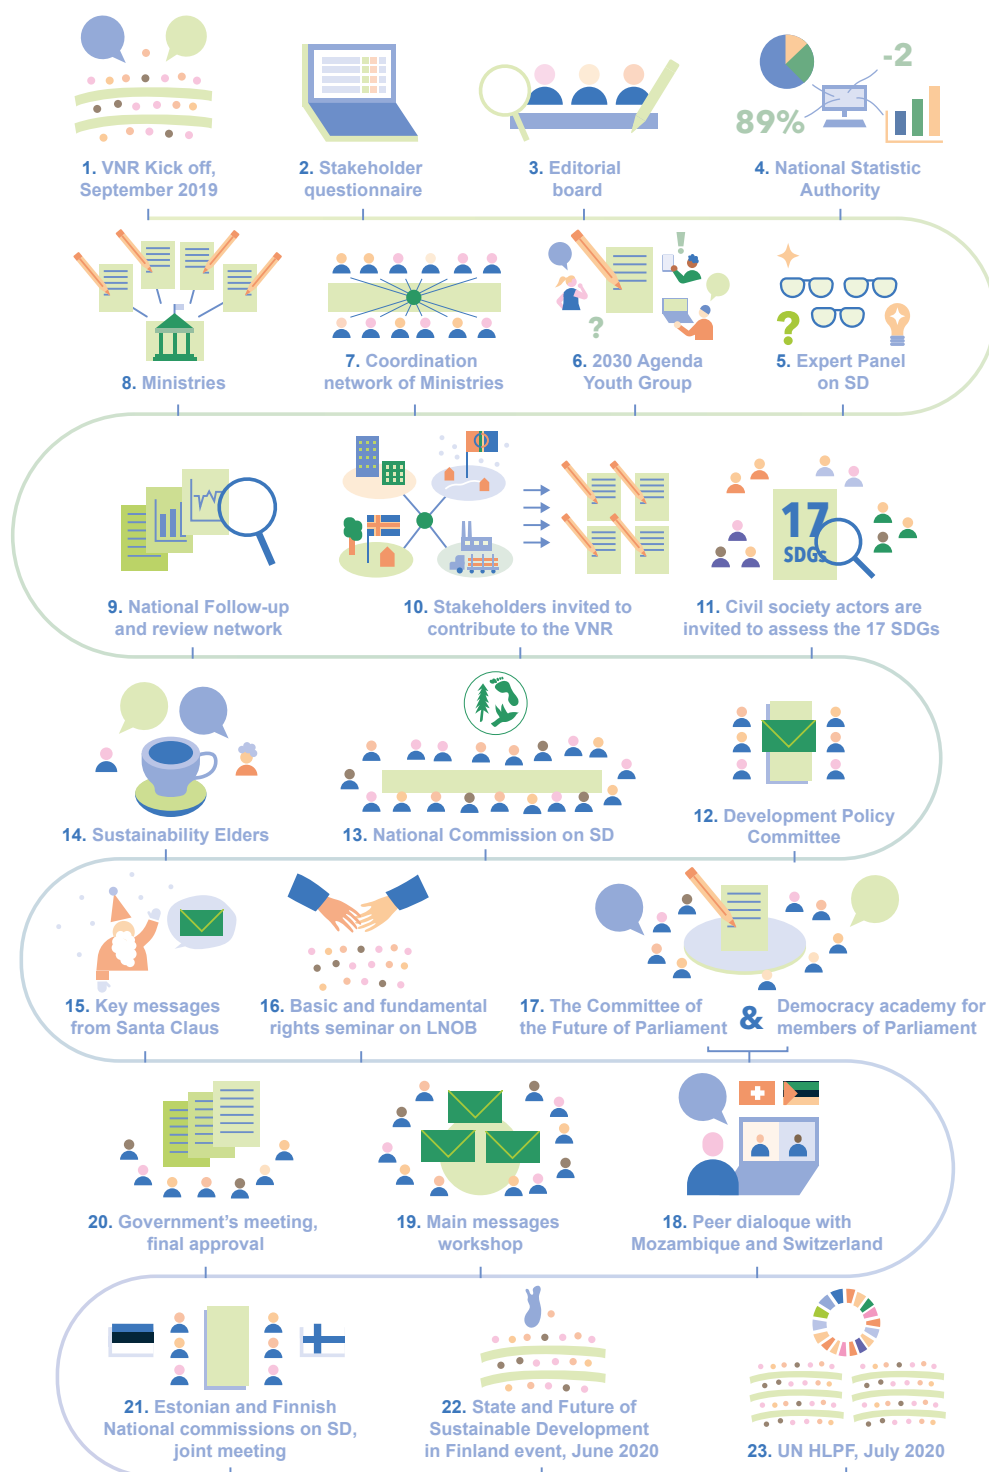 -2
89%
1. VNR Kick off,
September 2019
2. Stakeholder
questionnaire
3. Editorial
board
4. National Statistic
Authority
!
?
?
8. Ministries
7. Coordination
network of Ministries
6. 2030 Agenda
Youth Group
5. Expert Panel
on SD
17
SDGs
9. National Follow-up
and review network
10. Stakeholders invited to
contribute to the VNR
11. Civil society actors are
invited to assess the 17 SDGs
14. Sustainability Elders
13. National Commission on SD
12. Development Policy
Committee
15. Key messages
from Santa Claus
16. Basic and fundamental
rights seminar on LNOB
17. The Committee of
the Future of Parliament
&
Democracy academy for
members of Parliament
20. Government’s meeting,
final approval
19. Main messages
workshop
18. Peer dialoque with
Mozambique and Switzerland
21. Estonian and Finnish
National commissions on SD,
joint meeting
22. State and Future of
Sustainable Development
in Finland event, June 2020
23. UN HLPF, July 2020